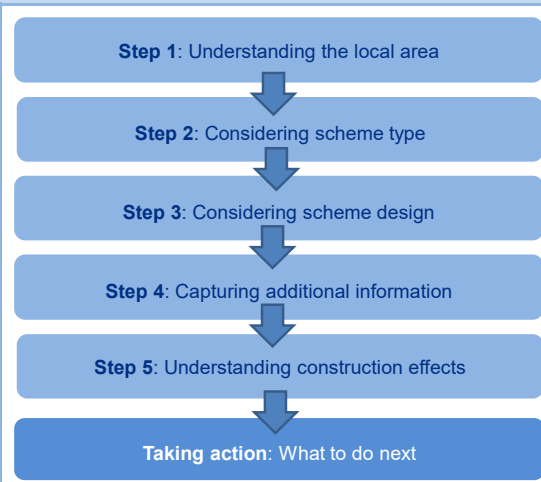 Step 1: Understanding the local area
Step 2: Considering scheme type
Step 3: Considering scheme design
Step 4: Capturing additional information
Step 5: Understanding construction effects
Taking action: What to do next